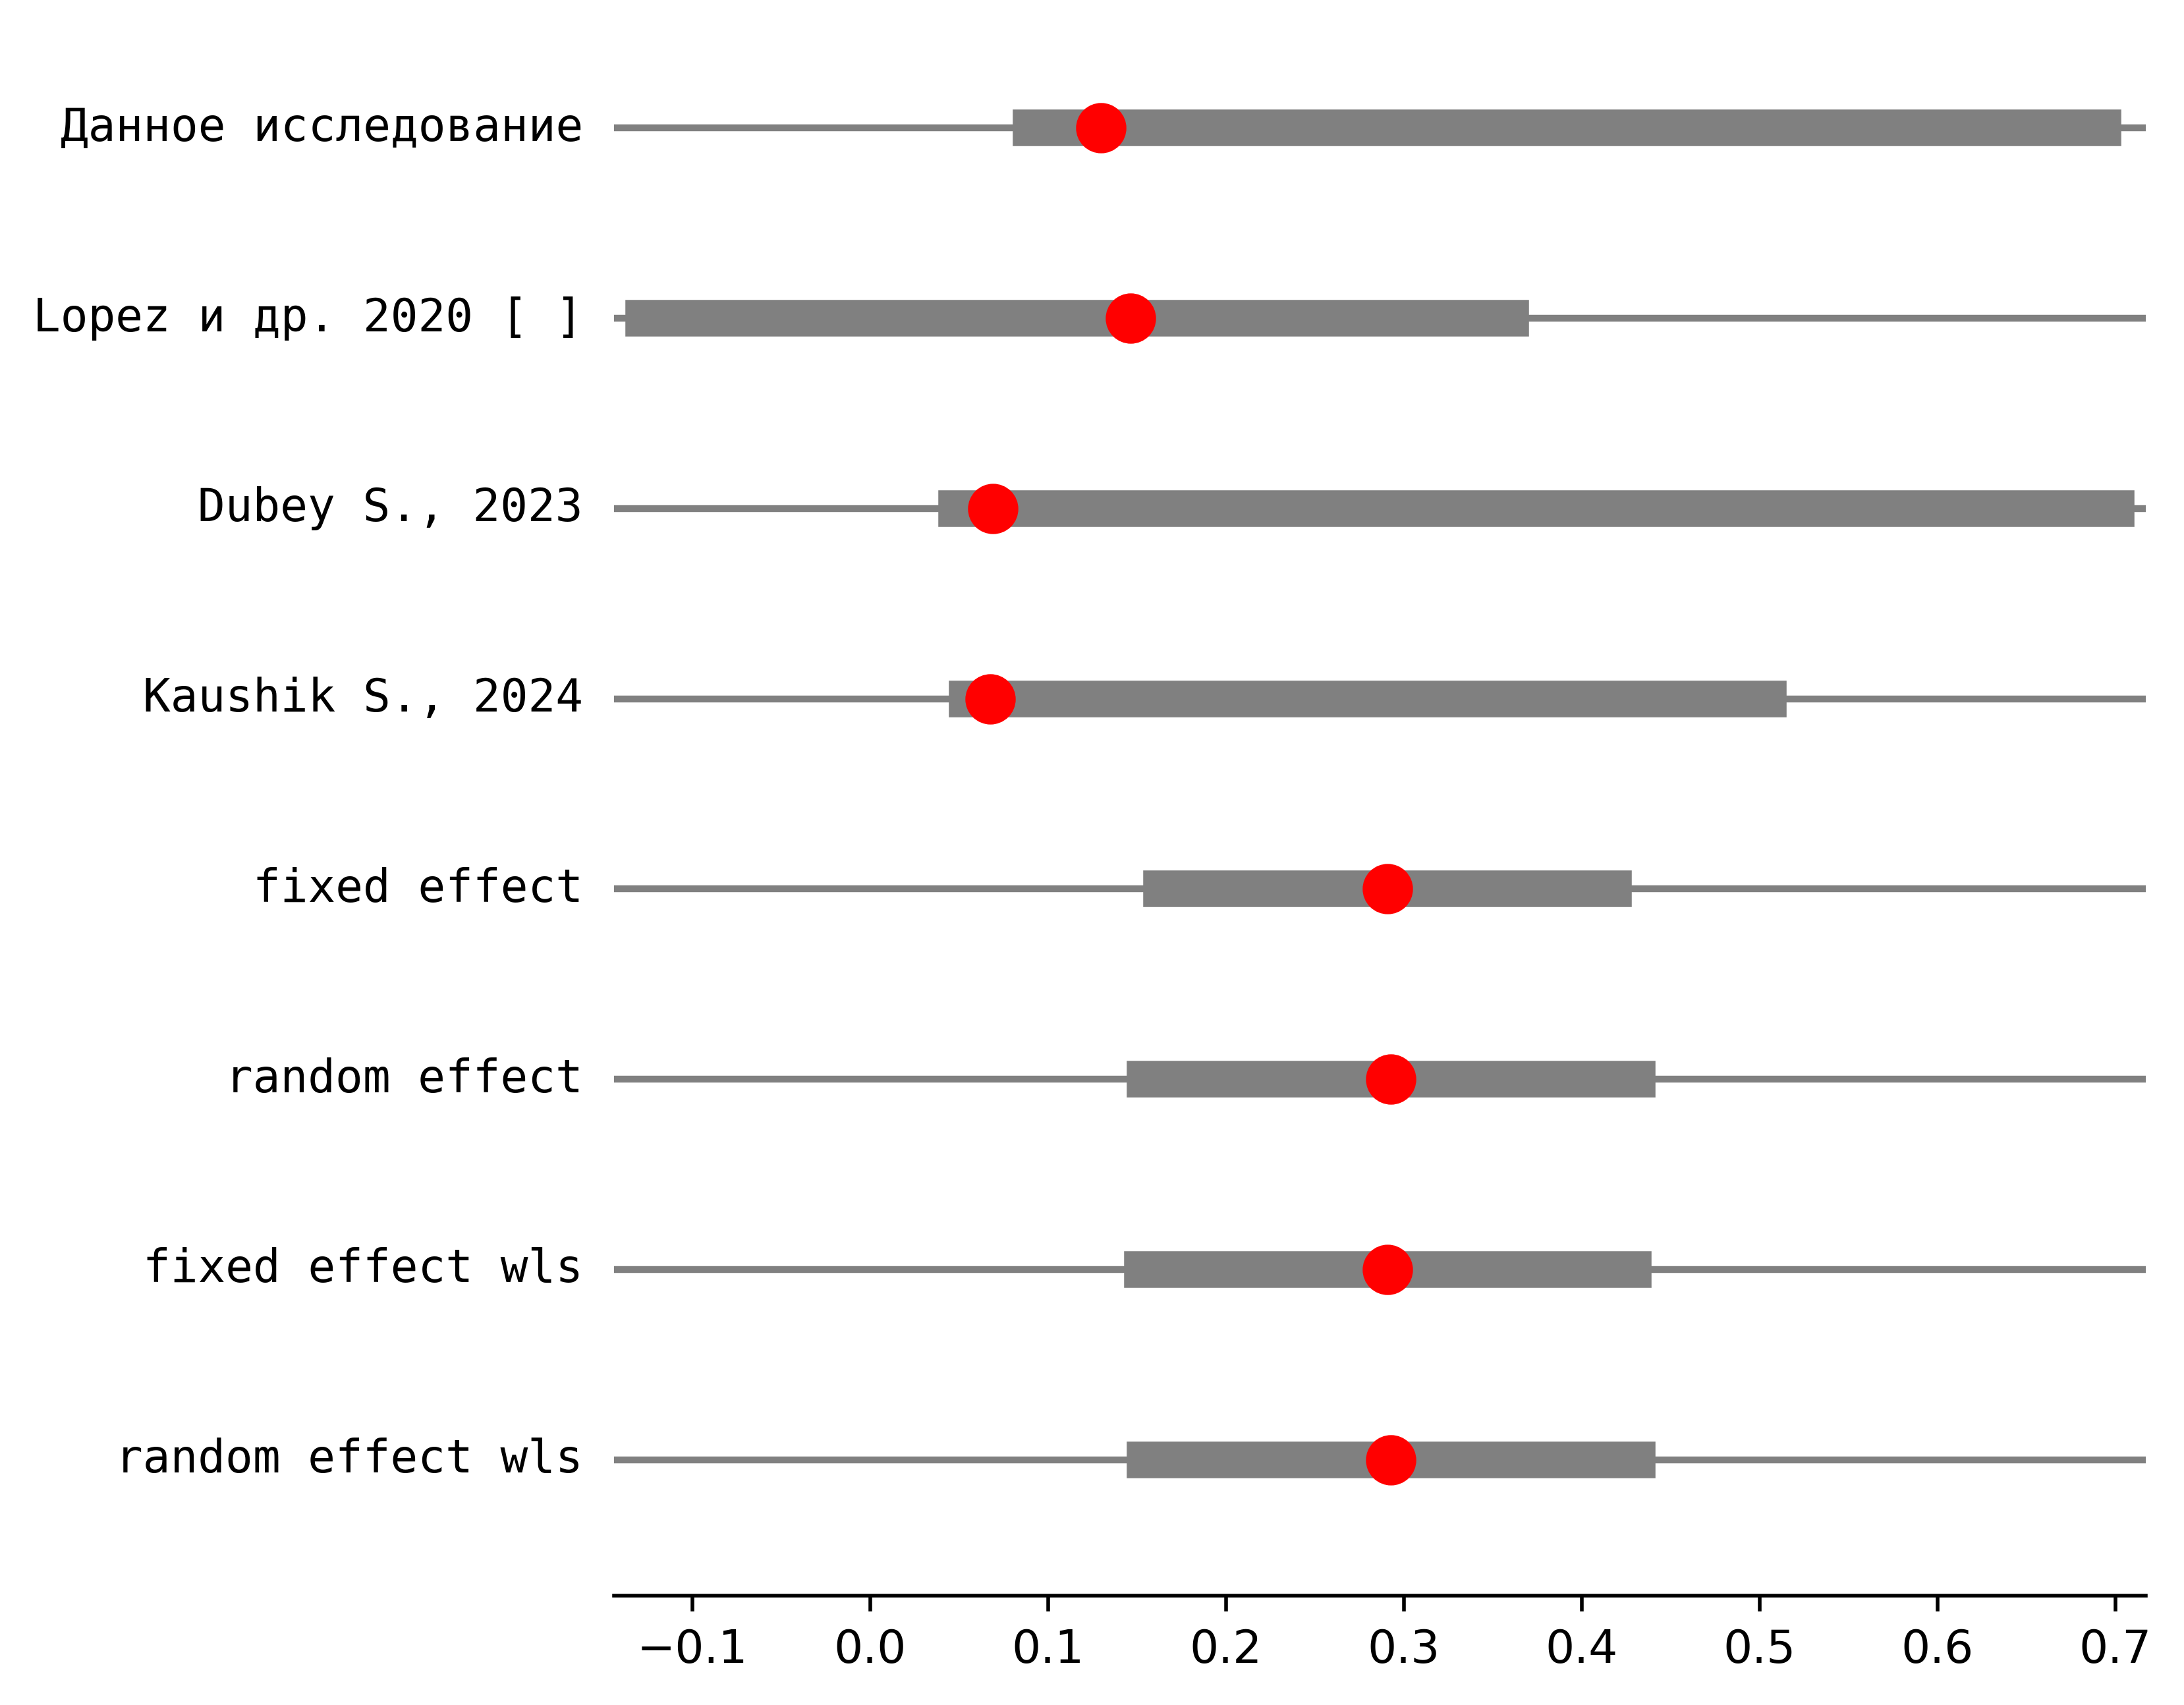 Данное исследование
Lopez и др. 2020 [ ]
Dubey S., 2023
Kaushik S., 2024
fixed effect
random effect
fixed effect wls
random effect wls
−0.1 0.0 0.1 0.2 0.3 0.4 0.5 0.6 0.7